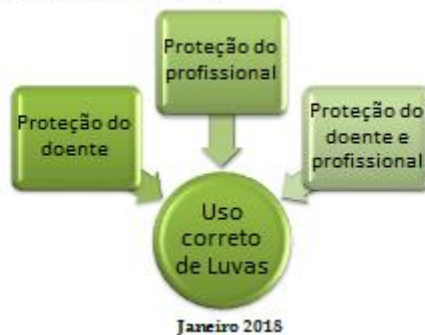 Proteção do
profissional
Proteção do
doente
Proteção do
doente e
profissional
Uso
correto
de Luvas
Janeiro 2018